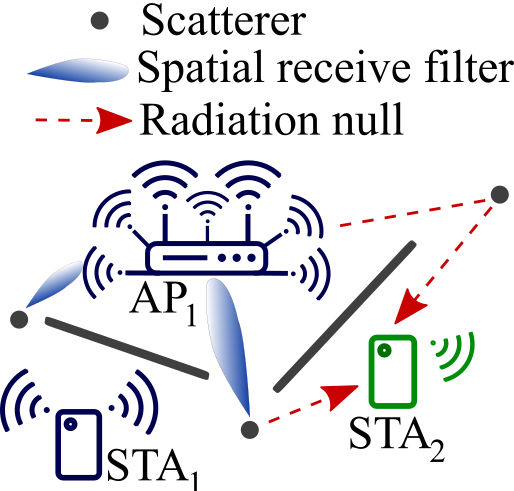 Scatterer
Spatial receive filter
Radiation null
AP1
STA2
STA1